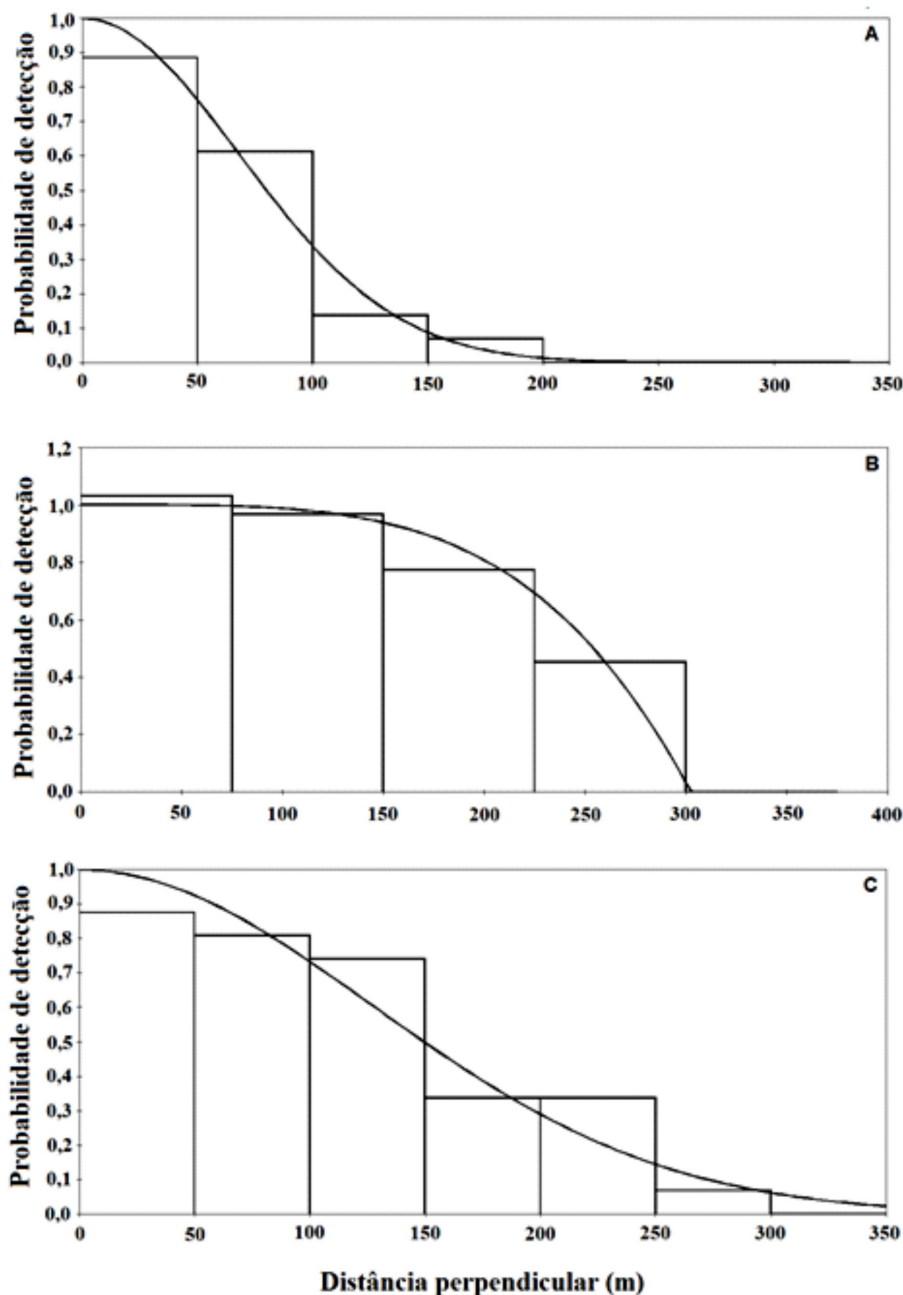 A
Probabilidade de detecção
1,0
0,9
0,8
0,7
0,6
0,5
0,4
0,3
0,2
0,1
0,0
0 50 100 150 200 250 300 350
B
Probabilidade de detecção
1,2
1,0
0,8
0,6
0,4
0,2
0,0
0 50 100 150 200 250 300 350 400
C
Probabilidade de detecção
1,0
0,9
0,8
0,7
0,6
0,5
0,4
0,3
0,2
0,1
0,0
0 50 100 150 200 250 300 350
Distância perpendicular (m)